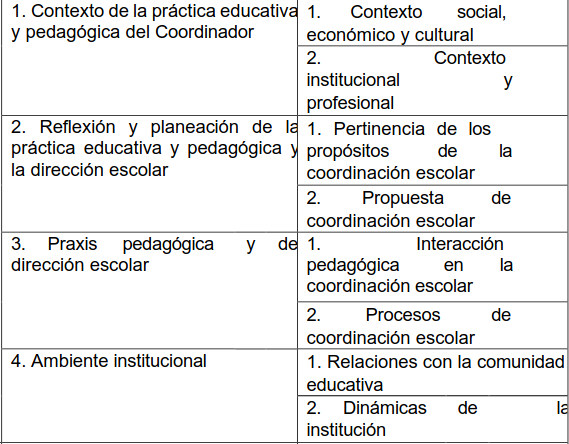 1. Contexto de la práctica educativa
y pedagógica del Coordinador
1. Contexto social,
económico y cultural
2. Contexto
institucional y
profesional
2. Reflexión y planeación de la
práctica educativa y pedagógica y
la dirección escolar
1. Pertinencia de los
propósitos de la
coordinación escolar
2. Propuesta de
coordinación escolar
3. Praxis pedagógica y de
dirección escolar
1. Interacción
pedagógica en la
coordinación escolar
2. Procesos de
coordinación escolar
4. Ambiente institucional
1. Relaciones con la comunidad
educativa
2. Dinámicas de la
institución